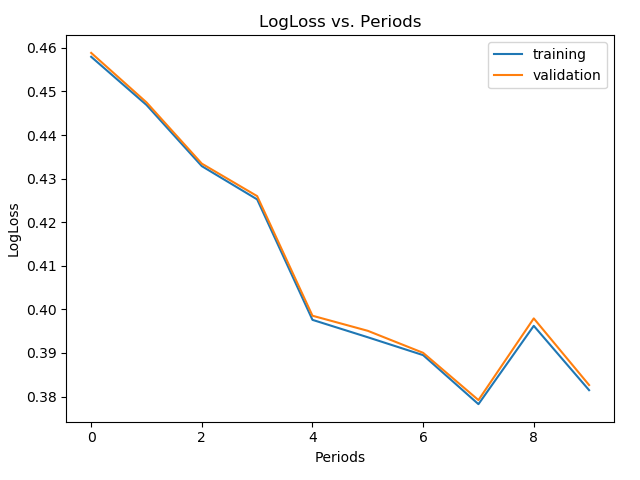 LogLoss vs. Periods
training
validation
LogLoss
0.46
0.45
0.44
0.43
0.42
0.41
0.40
0.39
0.38
0 2 4 6 8
Periods